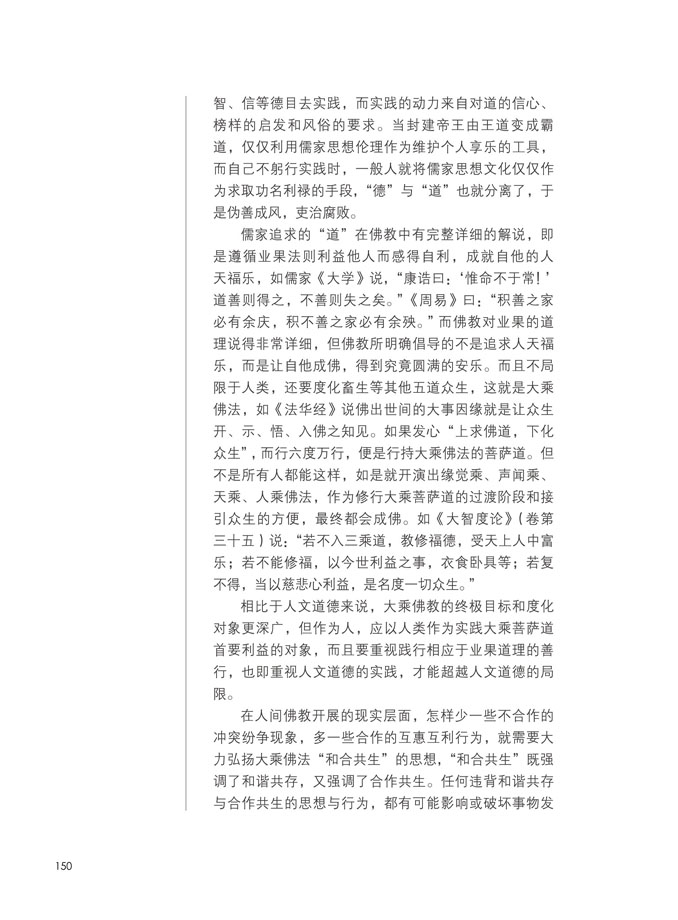 智、信等德目去实践，而实践的动力来自对道的信心、
榜样的启发和风俗的要求。当封建帝王由王道变成霸
道，仅仅利用儒家思想伦理作为维护个人享乐的工具，
而自己不躬行实践时，一般人就将儒家思想文化仅仅作
为求取功名利禄的手段，“德”与“道”也就分离了，于
是伪善成风，吏治腐败。
儒家追求的“道”在佛教中有完整详细的解说，即
是遵循业果法则利益他人而感得自利，成就自他的人
天福乐，如儒家《大学》说，“康诰曰：‘惟命不于常！’
道善则得之，不善则失之矣。”《周易》曰：“积善之家
必有余庆，积不善之家必有余殃。”而佛教对业果的道
理说得非常详细，但佛教所明确倡导的不是追求人天福
乐，而是让自他成佛，得到究竟圆满的安乐。而且不局
限于人类，还要度化畜生等其他五道众生，这就是大乘
佛法，如《法华经》说佛出世间的大事因缘就是让众生
开、示、悟、入佛之知见。如果发心“上求佛道，下化
众生”，而行六度万行，便是行持大乘佛法的菩萨道。但
不是所有人都能这样，如是就开演出缘觉乘、声闻乘、
天乘、人乘佛法，作为修行大乘菩萨道的过渡阶段和接
引众生的方便，最终都会成佛。如《大智度论》（卷第
三十五）说：“若不入三乘道，教修福德，受天上人中富
乐；若不能修福，以今世利益之事，衣食卧具等；若复
不得，当以慈悲心利益，是名度一切众生。”
相比于人文道德来说，大乘佛教的终极目标和度化
对象更深广，但作为人，应以人类作为实践大乘菩萨道
首要利益的对象，而且要重视践行相应于业果道理的善
行，也即重视人文道德的实践，才能超越人文道德的局
限。
在人间佛教开展的现实层面，怎样少一些不合作的
冲突纷争现象，多一些合作的互惠互利行为，就需要大
力弘扬大乘佛法“和合共生”的思想，“和合共生”既强
调了和谐共存，又强调了合作共生。任何违背和谐共存
与合作共生的思想与行为，都有可能影响或破坏事物发
150